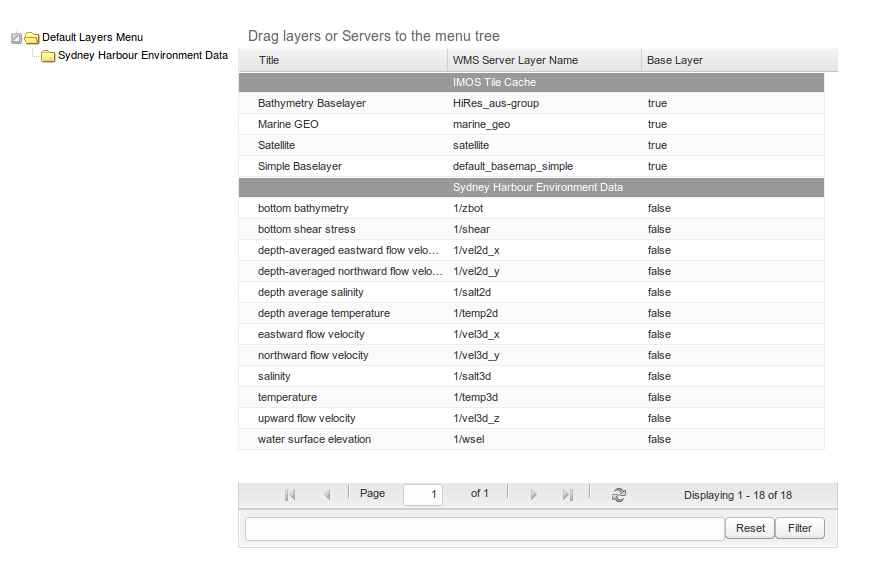 Default Layers Menu
Sydney Harbour Environment Data
Drag layers or Servers to the menu tree
Title WMS Server Layer Name Base Layer
IMOS Tile Cache
Bathymetry Baselayer HiRes_aus-group true
Marine GEO marine_geo true
Satellite satellite true
Simple Baselayer default_basemap_simple true
Sydney Harbour Environment Data
bottom bathymetry 1/zbot false
bottom shear stress 1/shear false
depth-averaged eastward flow velo... 1/vel2d_x false
depth-averaged northward flow velo... 1/vel2d_y false
depth average salinity 1/salt2d false
depth average temperature 1/temp2d false
eastward flow velocity 1/vel3d_x false
northward flow velocity 1/vel3d_y false
salinity 1/salt3d false
temperature 1/temp3d false
upward flow velocity 1/vel3d_z false
water surface elevation 1/wsel false
Page 1 of 1 Displaying 1 - 18 of 18
Reset Filter